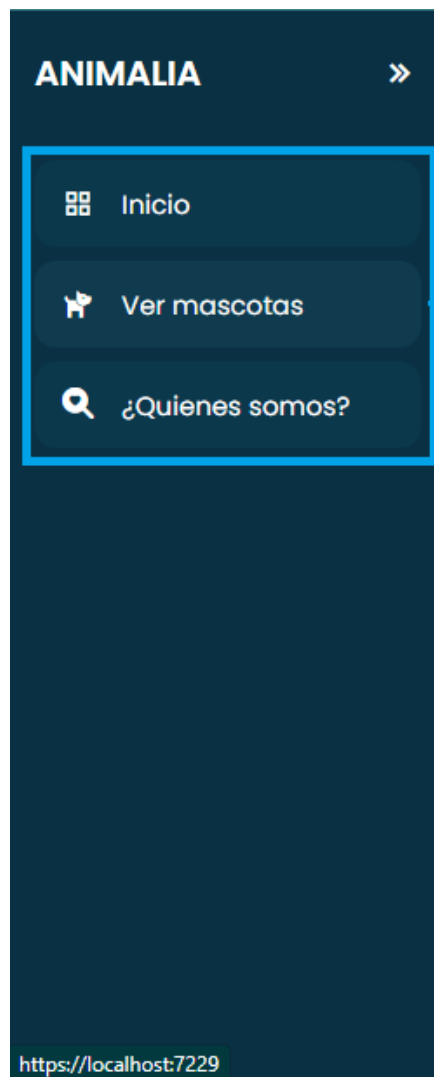 ANIMALIA
Inicio
Ver mascotas
¿Quienes somos?
https://localhost:7229